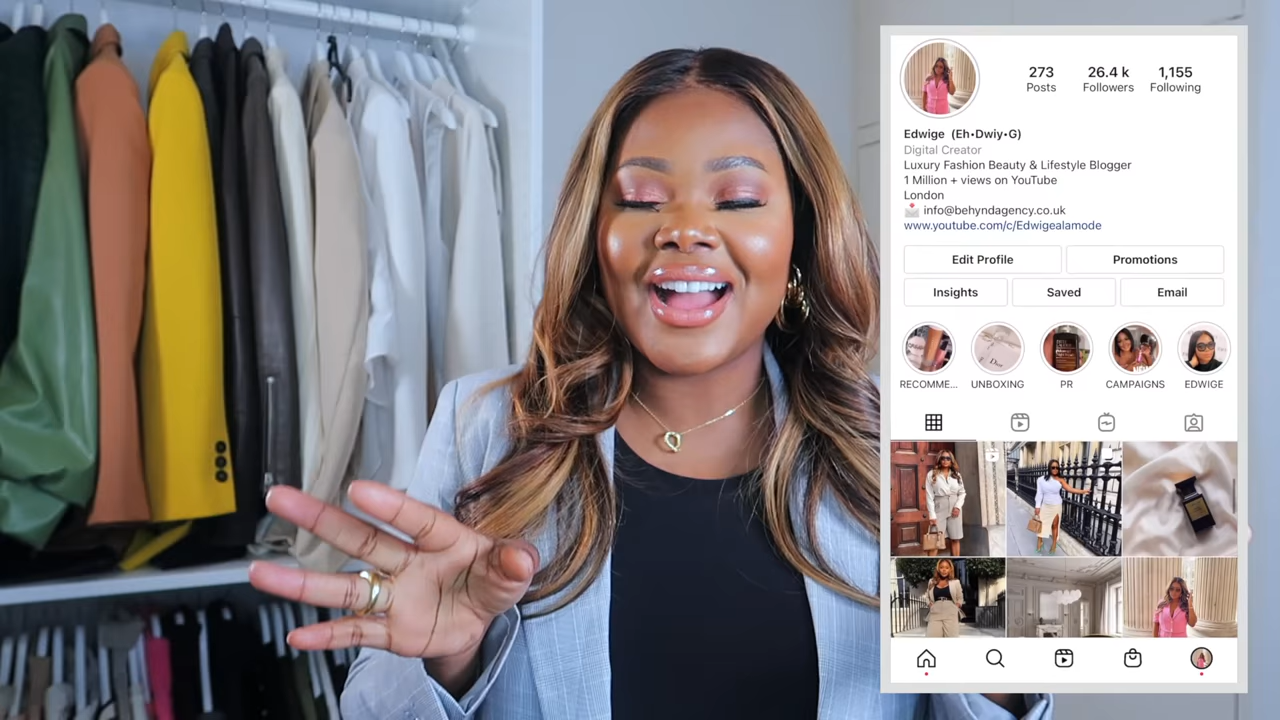 273
26.4 k
1,155
Posts
Followers
Following
Edwige (Eh•Dwiy•G)
Digital Creator
Luxury Fashion Beauty & Lifestyle Blogger
1 Million + views on YouTube
London
info@behyndagency.co.uk
www.youtube.com/c/Edwigealamode
Edit Profile
Promotions
Insights
Saved
Email
Dior
RECOMME...
UNBOXING
PR
CAMPAIGNS
EDWIGE